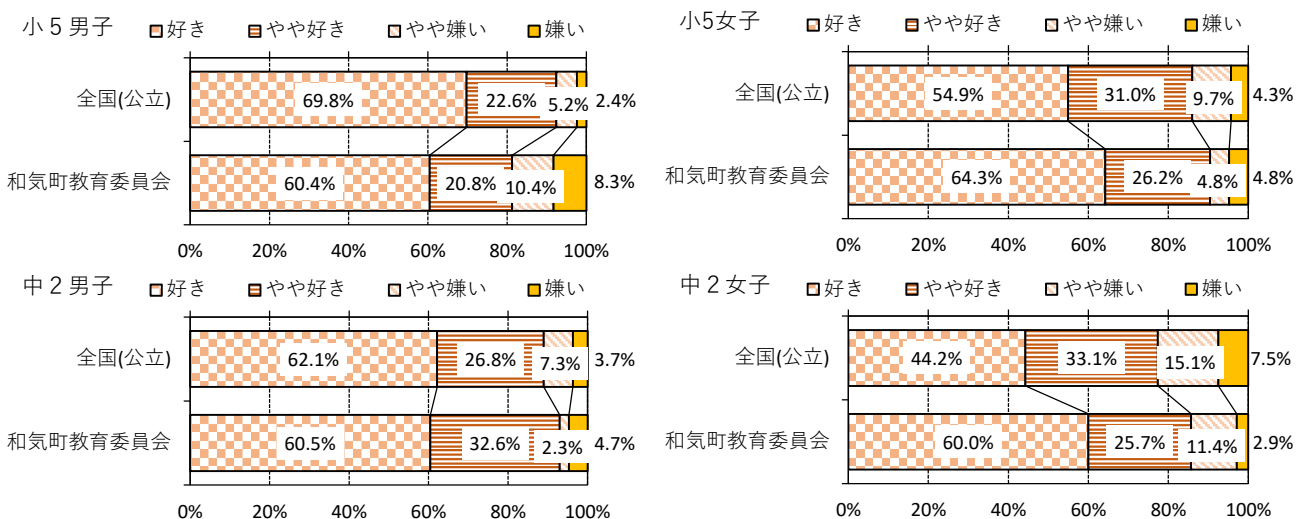 小５男子 好き やや好き やや嫌い 嫌い
全国(公立) 69.8% 22.6% 5.2% 2.4%
和気町教育委員会 60.4% 20.8% 10.4% 8.3%
0% 20% 40% 60% 80% 100%
小5女子 好き やや好き やや嫌い 嫌い
全国(公立) 54.9% 31.0% 9.7% 4.3%
和気町教育委員会 64.3% 26.2% 4.8% 4.8%
0% 20% 40% 60% 80% 100%
中２男子 好き やや好き やや嫌い 嫌い
全国(公立) 62.1% 26.8% 7.3% 3.7%
和気町教育委員会 60.5% 32.6% 2.3% 4.7%
0% 20% 40% 60% 80% 100%
中２女子 好き やや好き やや嫌い 嫌い
全国(公立) 44.2% 33.1% 15.1% 7.5%
和気町教育委員会 60.0% 25.7% 11.4% 2.9%
0% 20% 40% 60% 80% 100%